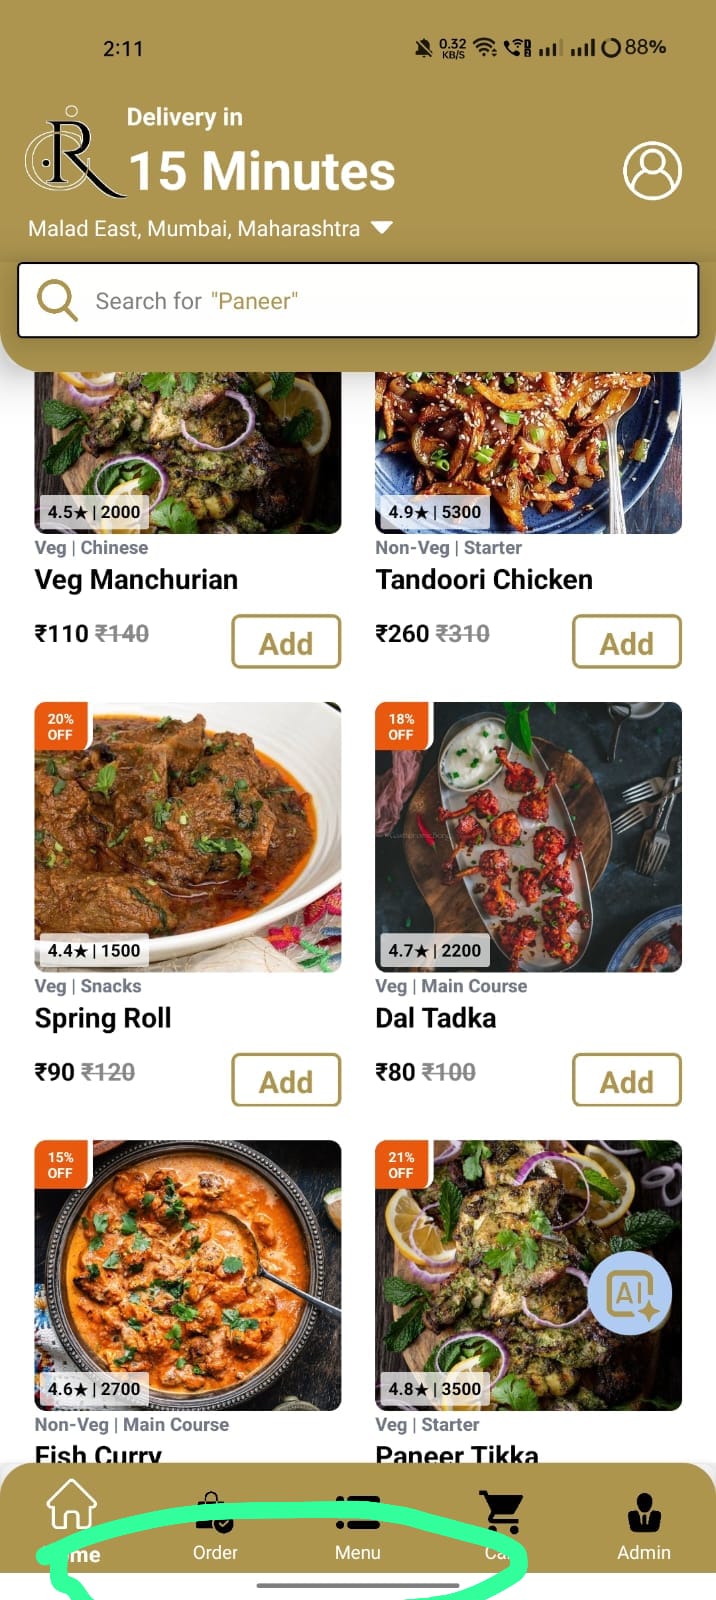 2:11
0.32
KB/S
88%
Delivery in
R
15 Minutes
Malad East, Mumbai, Maharashtra
Search for "Paneer"
4.5★ | 2000
4.9★ | 5300
Veg | Chinese
Non-Veg | Starter
Veg Manchurian
Tandoori Chicken
₹110 ₹140
Add
₹260 ₹310
Add
20%
OFF
18%
OFF
4.4★ | 1500
4.7★ | 2200
Veg | Snacks
Veg | Main Course
Spring Roll
Dal Tadka
₹90 ₹120
Add
₹80 ₹100
Add
15%
OFF
21%
OFF
AI
4.6★ | 2700
4.8★ | 3500
Non-Veg | Main Course
Veg | Starter
Fish Curry
Paneer Tikka
Order
Menu
Admin